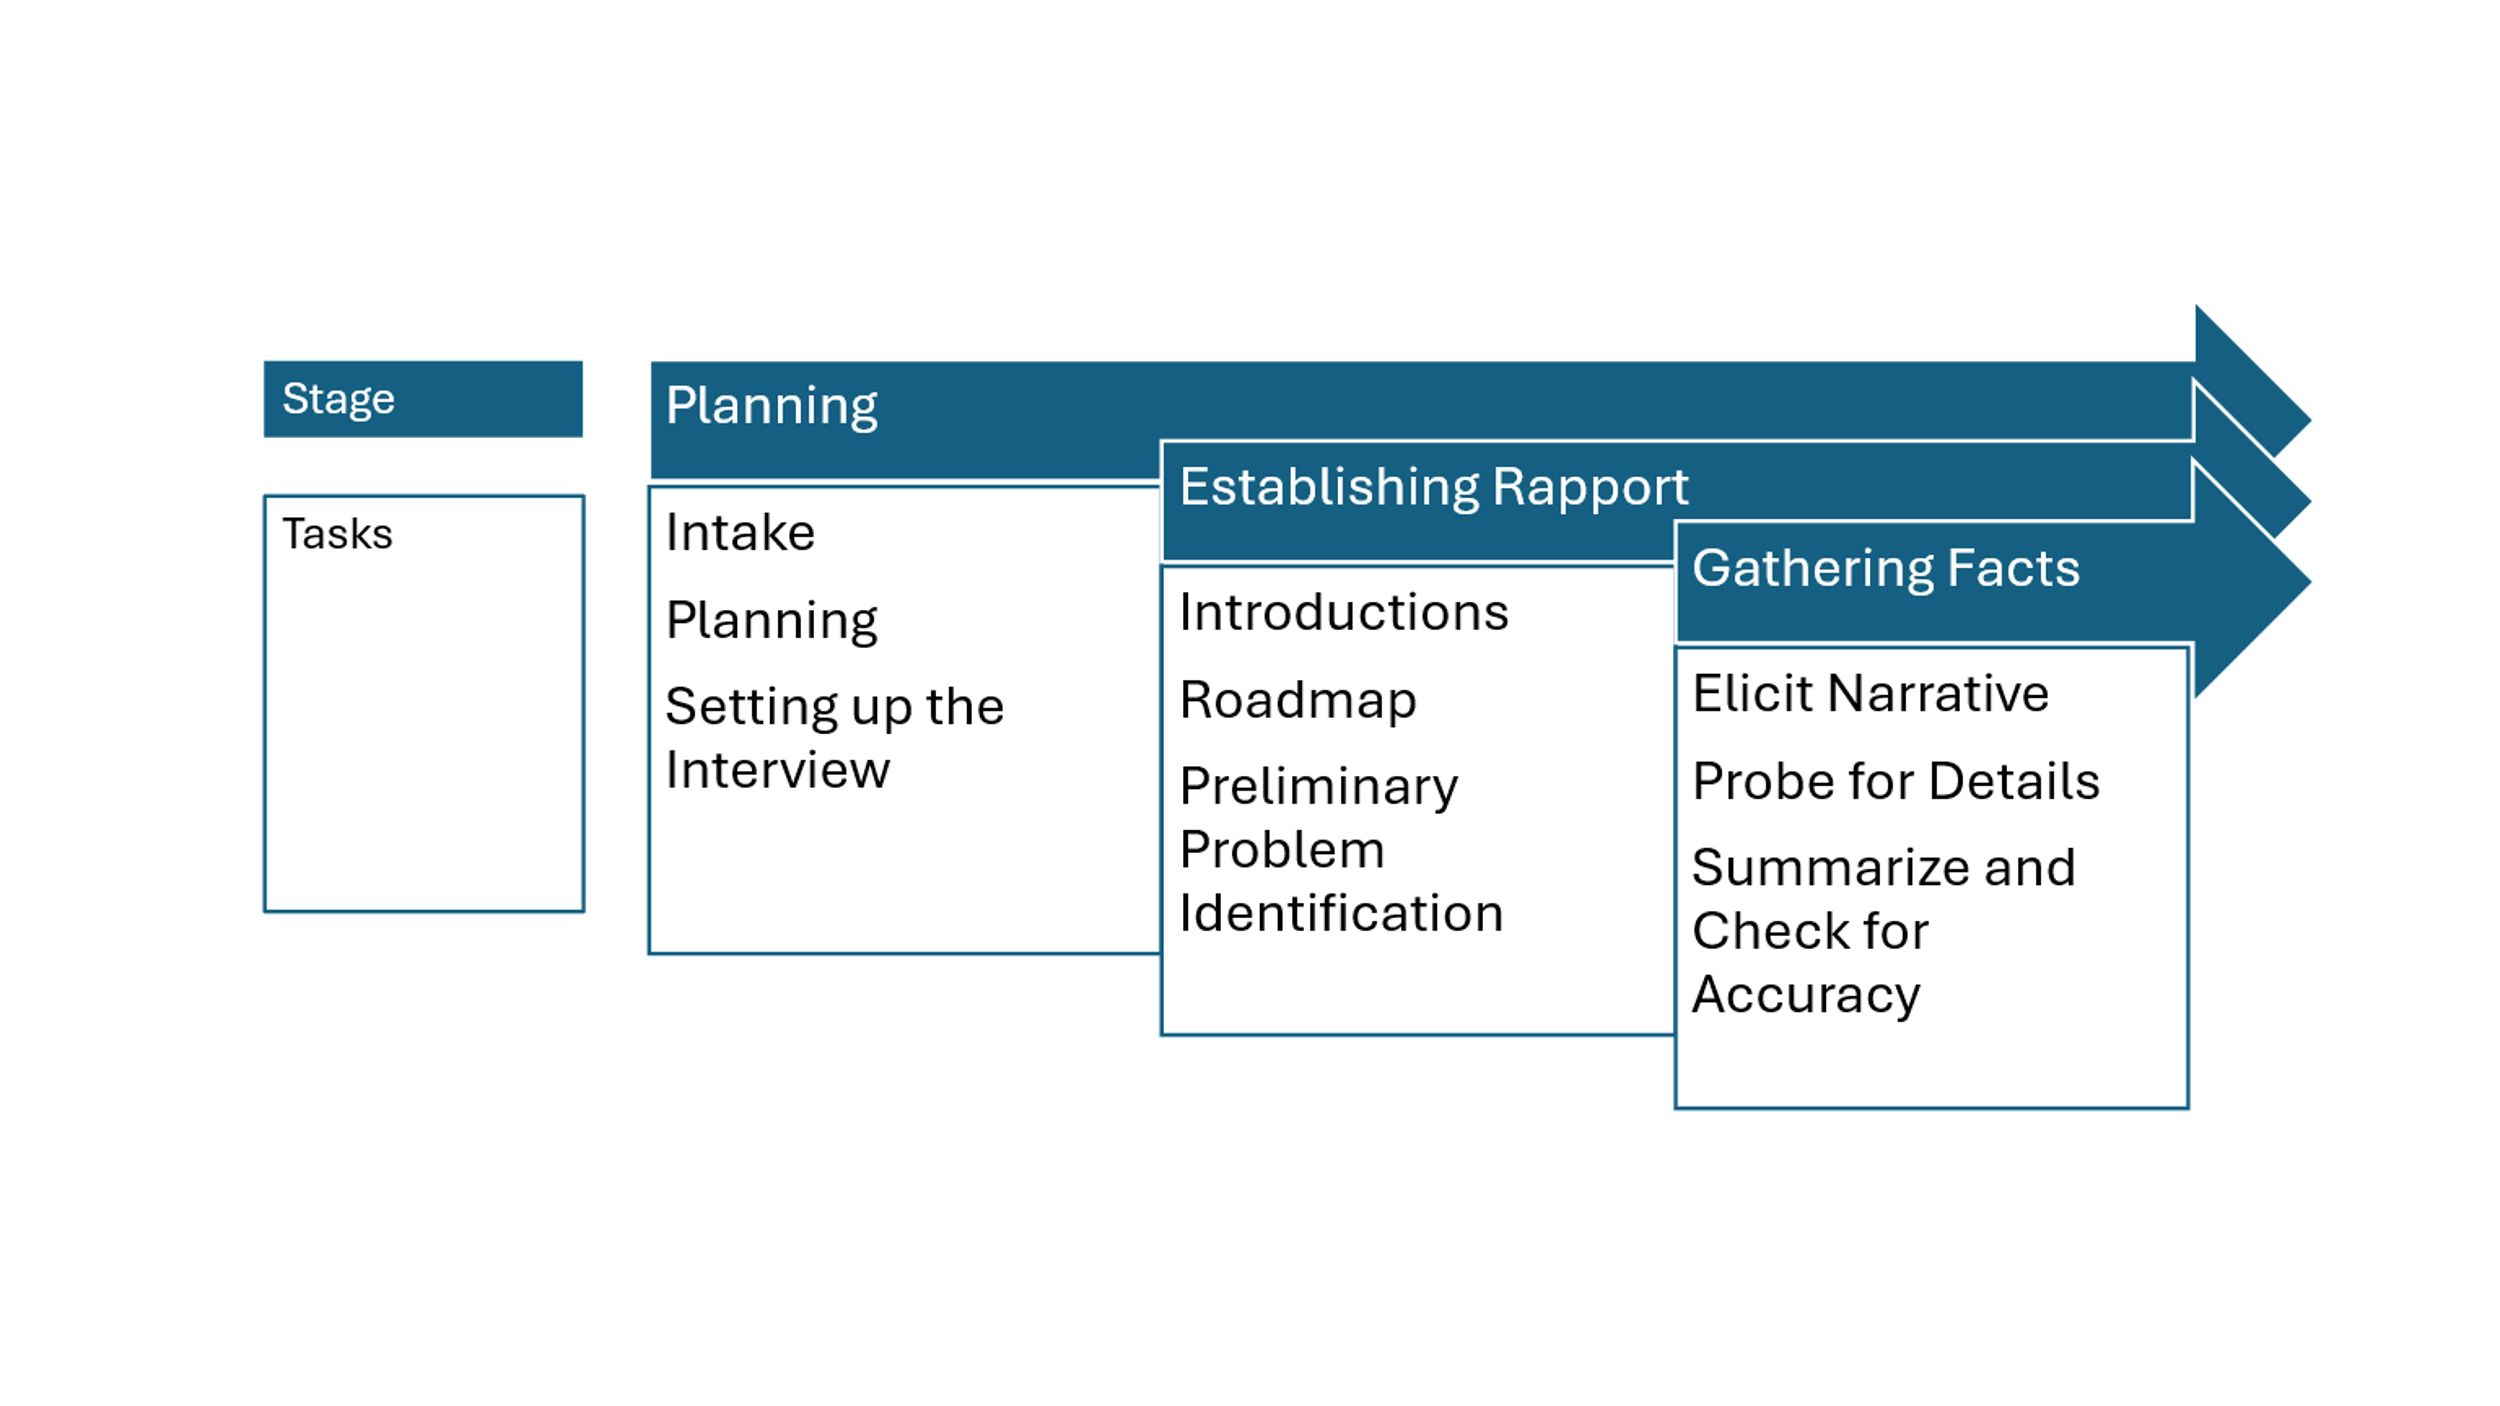 Stage
Tasks
Planning
Intake
Planning
Setting up the
Interview
Establishing Rapport
Introductions
Roadmap
Preliminary
Problem
Identification
Gathering Facts
Elicit Narrative
Probe for Details
Summarize and
Check for
Accuracy